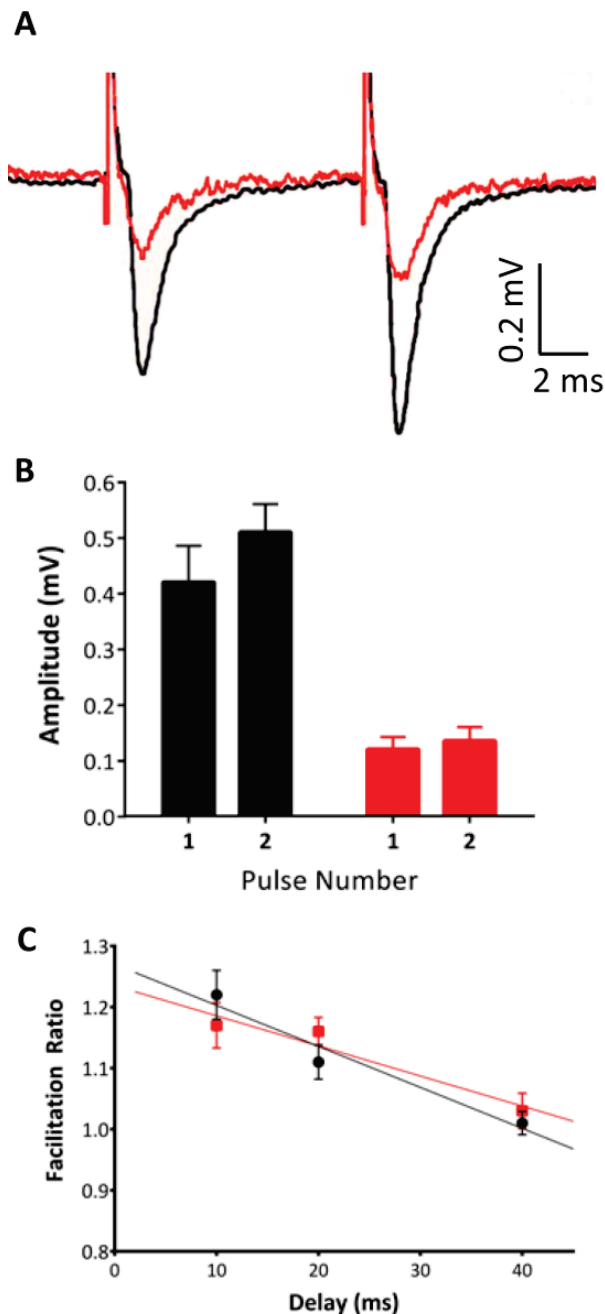 A
0.2 mV
2 ms
B
0.6
0.5
0.4
0.3
0.2
0.1
0.0
Amplitude (mV)
1 2 1 2
Pulse Number
C
1.3
1.2
1.1
1.0
0.9
0.8
Facilitation Ratio
0 10 20 30 40
Delay (ms)